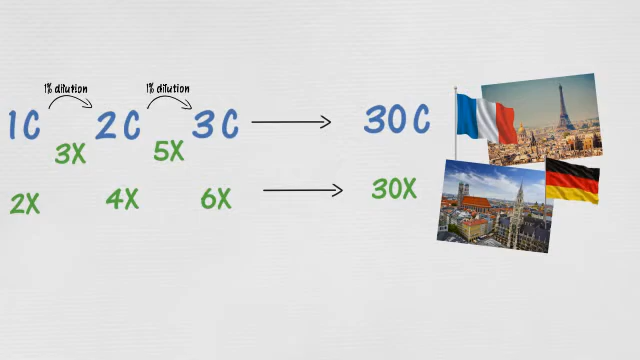 1% dilution 1% dilution
1C 2C 3C 30C
3X 5X
2X 4X 6X 30X